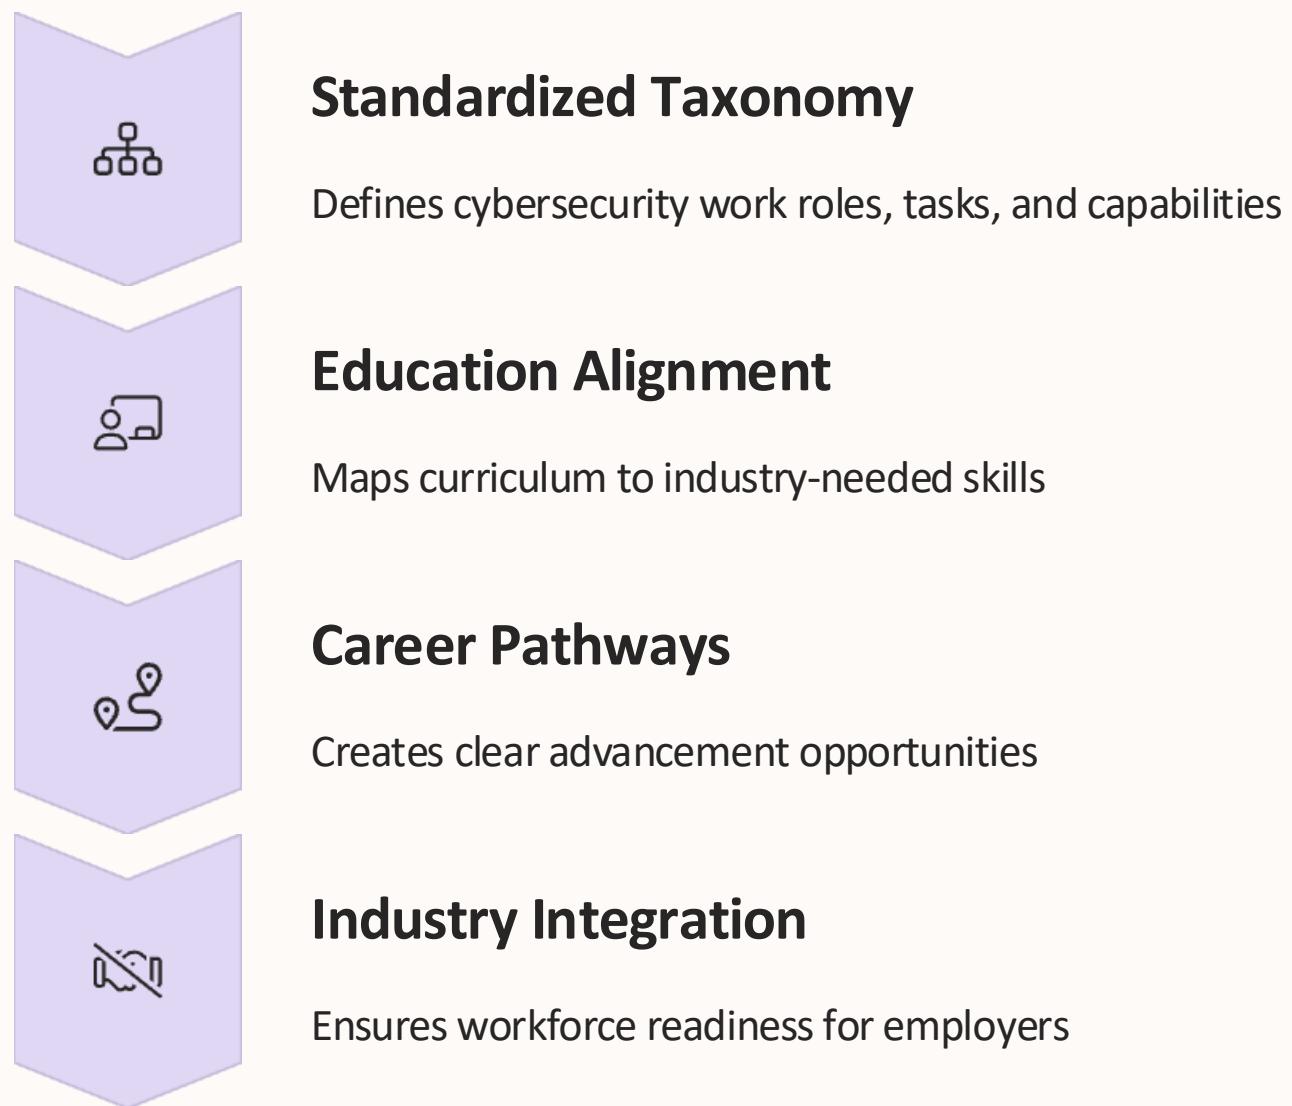 Standardized Taxonomy
Defines cybersecurity work roles, tasks, and capabilities
Education Alignment
Maps curriculum to industry-needed skills
Career Pathways
Creates clear advancement opportunities
Industry Integration
Ensures workforce readiness for employers